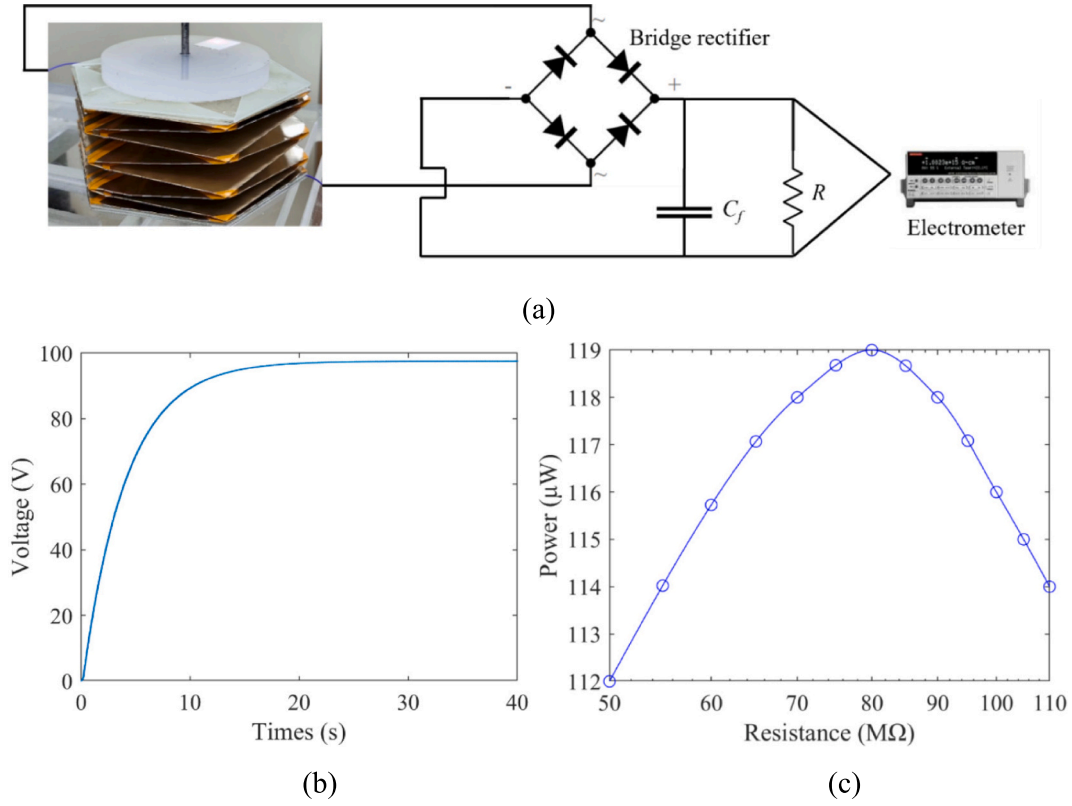 ~
Bridge rectifier
- +
~
C_f
R
Electrometer
(a)
100
80
60
40
20
0
0 10 20 30 40
Voltage (V)
Times (s)
(b)
119
118
117
116
115
114
113
112
50 60 70 80 90 100 110
Power (μW)
Resistance (MΩ)
(c)